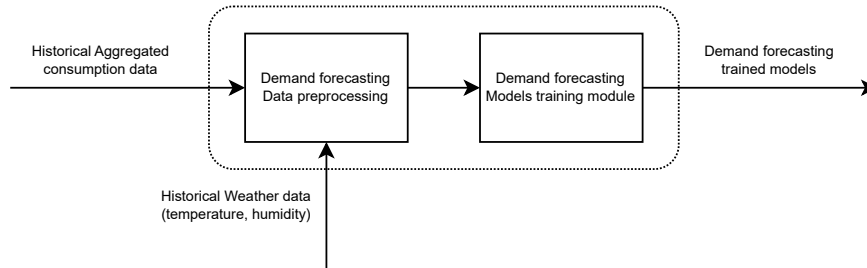 Historical Aggregated
consumption data
Demand forecasting
Data preprocessing
Demand forecasting
Models training module
Demand forecasting
trained models
Historical Weather data
(temperature, humidity)